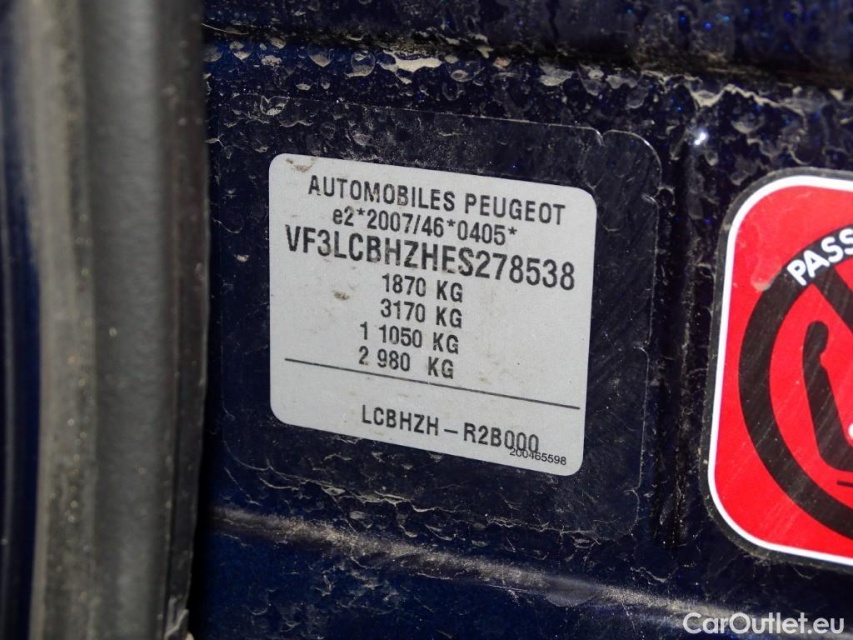 AUTOMOBILES PEUGEOT
e2*2007/46*0405*
VF3LCBHZHES278538
1870 KG
3170 KG
1 1050 KG
2 980 KG
LCBHZH-R2B000
200465598
PASS
CarOutlet.eu